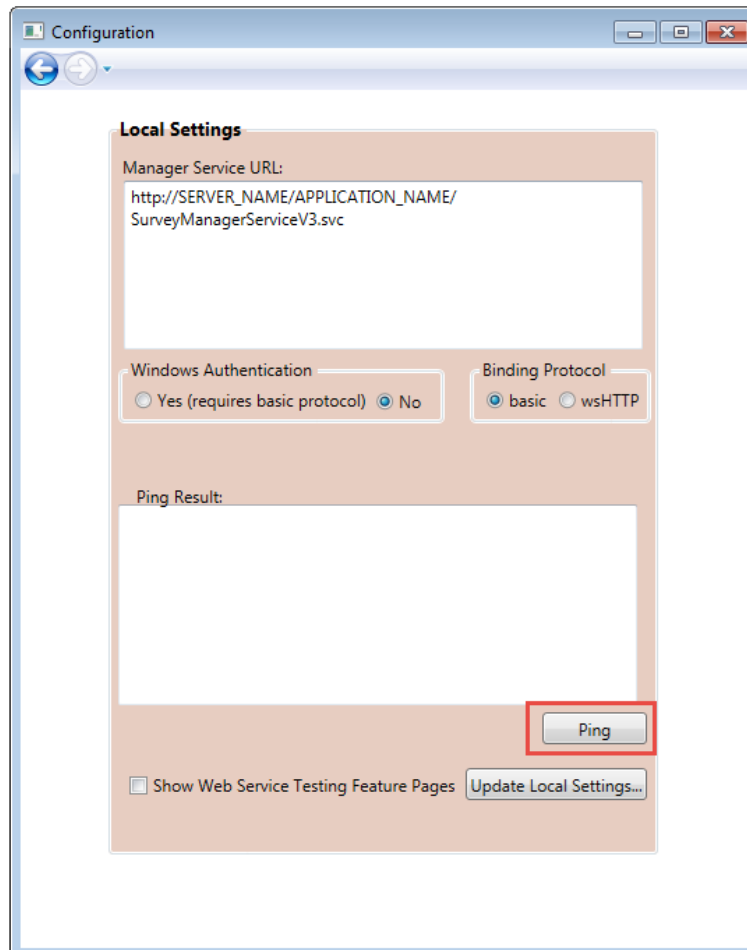 Configuration
Local Settings
Manager Service URL:
http://SERVER_NAME/APPLICATION_NAME/
SurveyManagerServiceV3.svc
Windows Authentication
Binding Protocol
Yes (requires basic protocol) No
basic wsHTTP
Ping Result:
Ping
Show Web Service Testing Feature Pages
Update Local Settings...